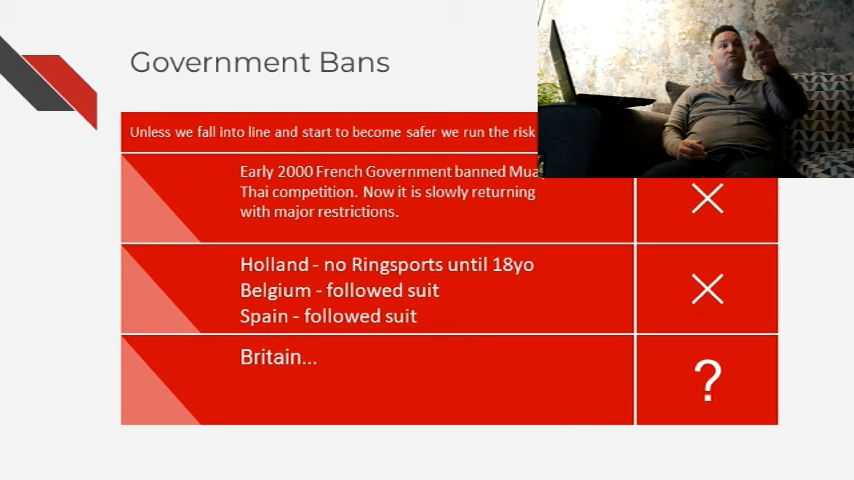 Government Bans
Unless we fall into line and start to become safer we run the risk
Early 2000 French Government banned
Thai competition. Now it is slowly returning
with major restrictions.
Holland - no Ringsports until 18yo
Belgium - followed suit
Spain - followed suit
Britain...
?